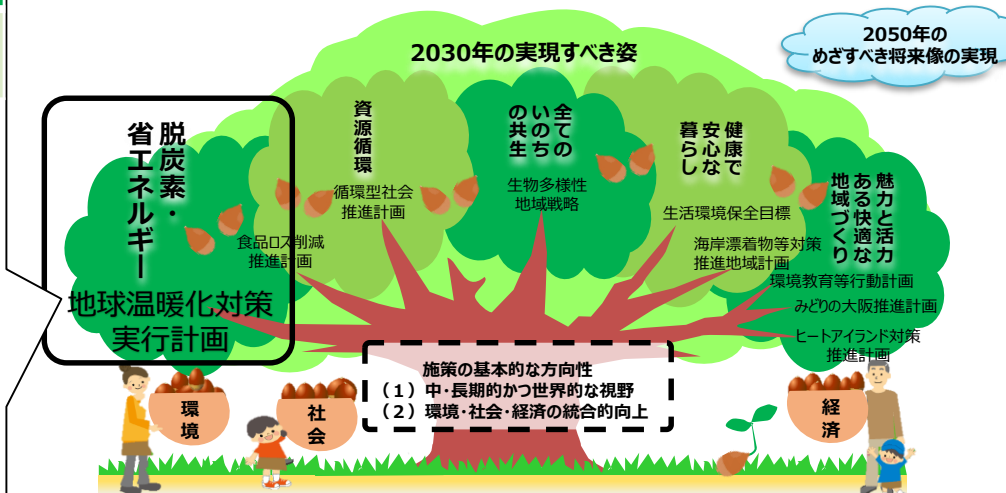 2050年の
めざすべき将来像の実現
2030年の実現すべき姿
脱炭素・
省エネルギー
地球温暖化対策
実行計画
資源循環
循環型社会
推進計画
食品ロス削減
推進計画
全ての
いのち
の共生
生物多様性
地域戦略
健康で
安心な
暮らし
生活環境保全目標
海岸漂着物等対策
推進地域計画
魅力と活力
ある快適な
地域づくり
環境教育等行動計画
みどりの大阪推進計画
ヒートアイランド対策
推進計画
施策の基本的な方向性
(1)中・長期的かつ世界的な視野
(2)環境・社会・経済の統合的向上
環境
社会
経済